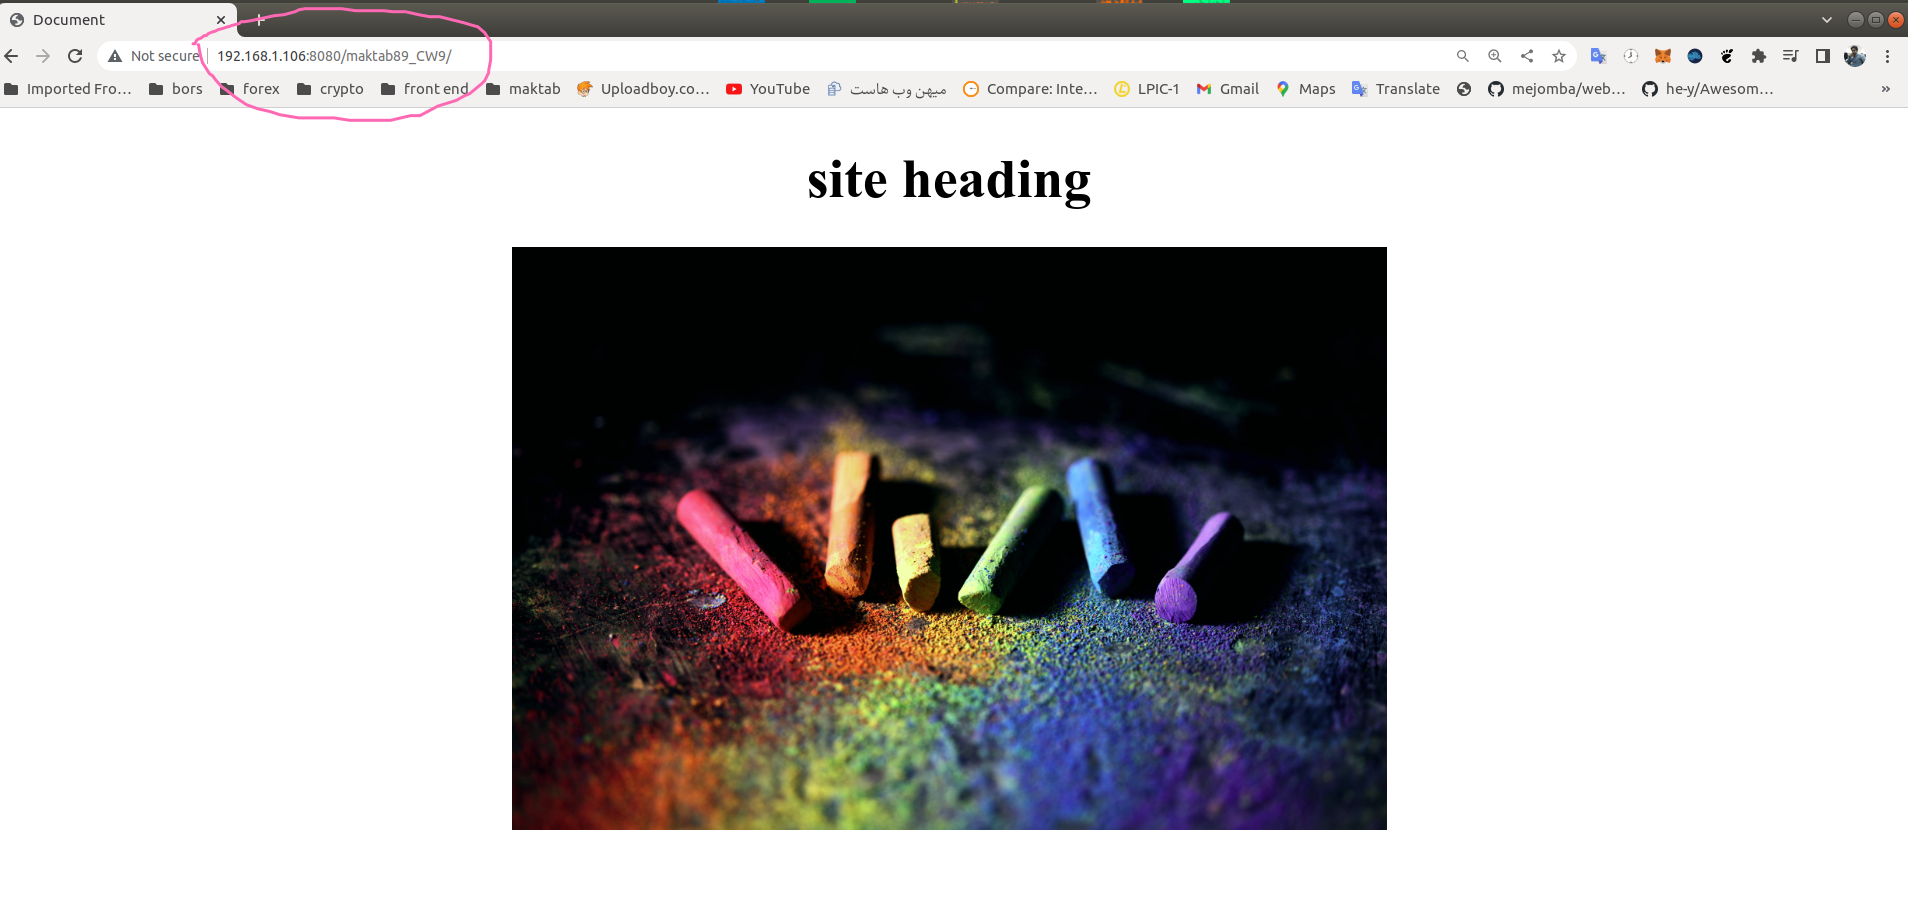 Document
Not secure 192.168.1.106:8080/maktab89_CW9/
Imported Fro... bors forex crypto front end maktab Uploadboy.co... YouTube میهن وب هاست Compare: Inte... LPIC-1 Gmail Maps Translate mejomba/web... he-y/Awesom... »
site heading